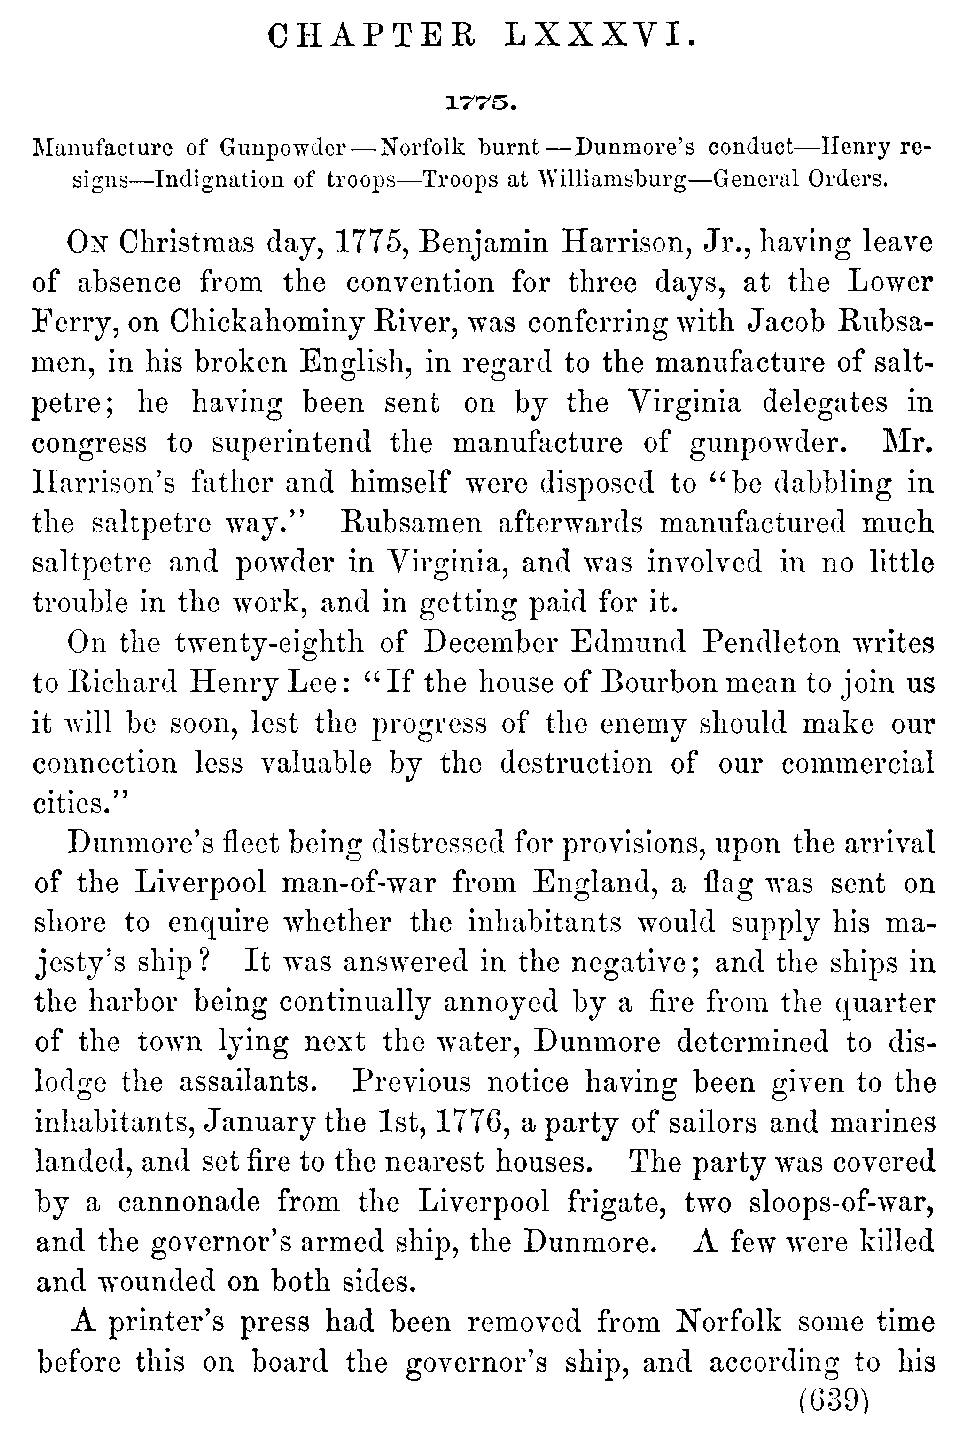 CHAPTER LXXXVI.
1775.
Manufacture of Gunpowder—Norfolk burnt—Dunmore's conduct—Henry re-
signs—Indignation of troops—Troops at Williamsburg—General Orders.
On Christmas day, 1775, Benjamin Harrison, Jr., having leave
of absence from the convention for three days, at the Lower
Ferry, on Chickahominy River, was conferring with Jacob Rubsa-
men, in his broken English, in regard to the manufacture of salt-
petre; he having been sent on by the Virginia delegates in
congress to superintend the manufacture of gunpowder. Mr.
Harrison's father and himself were disposed to "be dabbling in
the saltpetre way." Rubsamen afterwards manufactured much
saltpetre and powder in Virginia, and was involved in no little
trouble in the work, and in getting paid for it.
On the twenty-eighth of December Edmund Pendleton writes
to Richard Henry Lee: "If the house of Bourbon mean to join us
it will be soon, lest the progress of the enemy should make our
connection less valuable by the destruction of our commercial
cities."
Dunmore's fleet being distressed for provisions, upon the arrival
of the Liverpool man-of-war from England, a flag was sent on
shore to enquire whether the inhabitants would supply his ma-
jesty's ship? It was answered in the negative; and the ships in
the harbor being continually annoyed by a fire from the quarter
of the town lying next the water, Dunmore determined to dis-
lodge the assailants. Previous notice having been given to the
inhabitants, January the 1st, 1776, a party of sailors and marines
landed, and set fire to the nearest houses. The party was covered
by a cannonade from the Liverpool frigate, two sloops-of-war,
and the governor's armed ship, the Dunmore. A few were killed
and wounded on both sides.
A printer's press had been removed from Norfolk some time
before this on board the governor's ship, and according to his
(639)